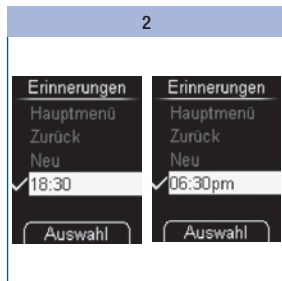 2
Erinnerungen
Hauptmenü
Zurück
Neu
18:30
Auswahl
Erinnerungen
Hauptmenü
Zurück
Neu
06:30pm
Auswahl